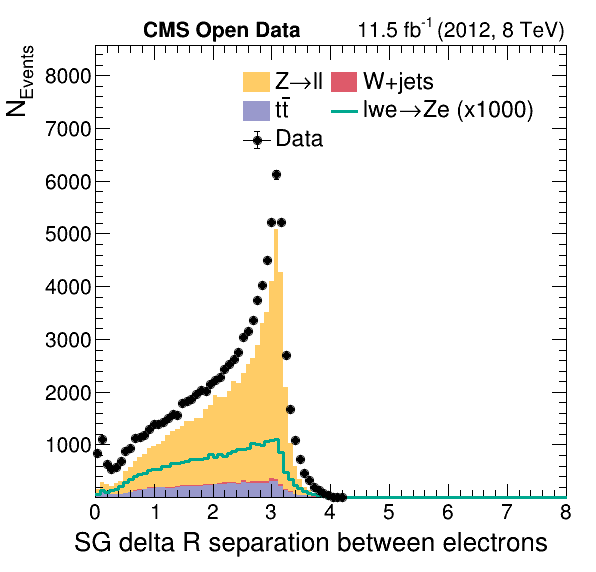 CMS Open Data
11.5 fb⁻¹ (2012, 8 TeV)
N_Events
8000
7000
6000
5000
4000
3000
2000
1000
Z→ll
W+jets
tt̄
lwe→Ze (x1000)
Data
0 1 2 3 4 5 6 7 8
SG delta R separation between electrons